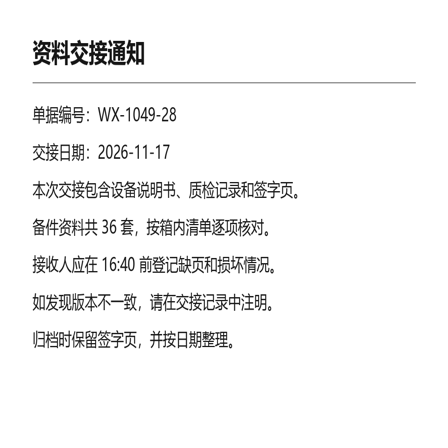 资料交接通知
单据编号：WX-1049-28
交接日期：2026-11-17
本次交接包含设备说明书、质检记录和签字页。
备件资料共 36 套，按箱内清单逐项核对。
接收人应在 16:40 前登记缺页和损坏情况。
如发现版本不一致，请在交接记录中注明。
归档时保留签字页，并按日期整理。